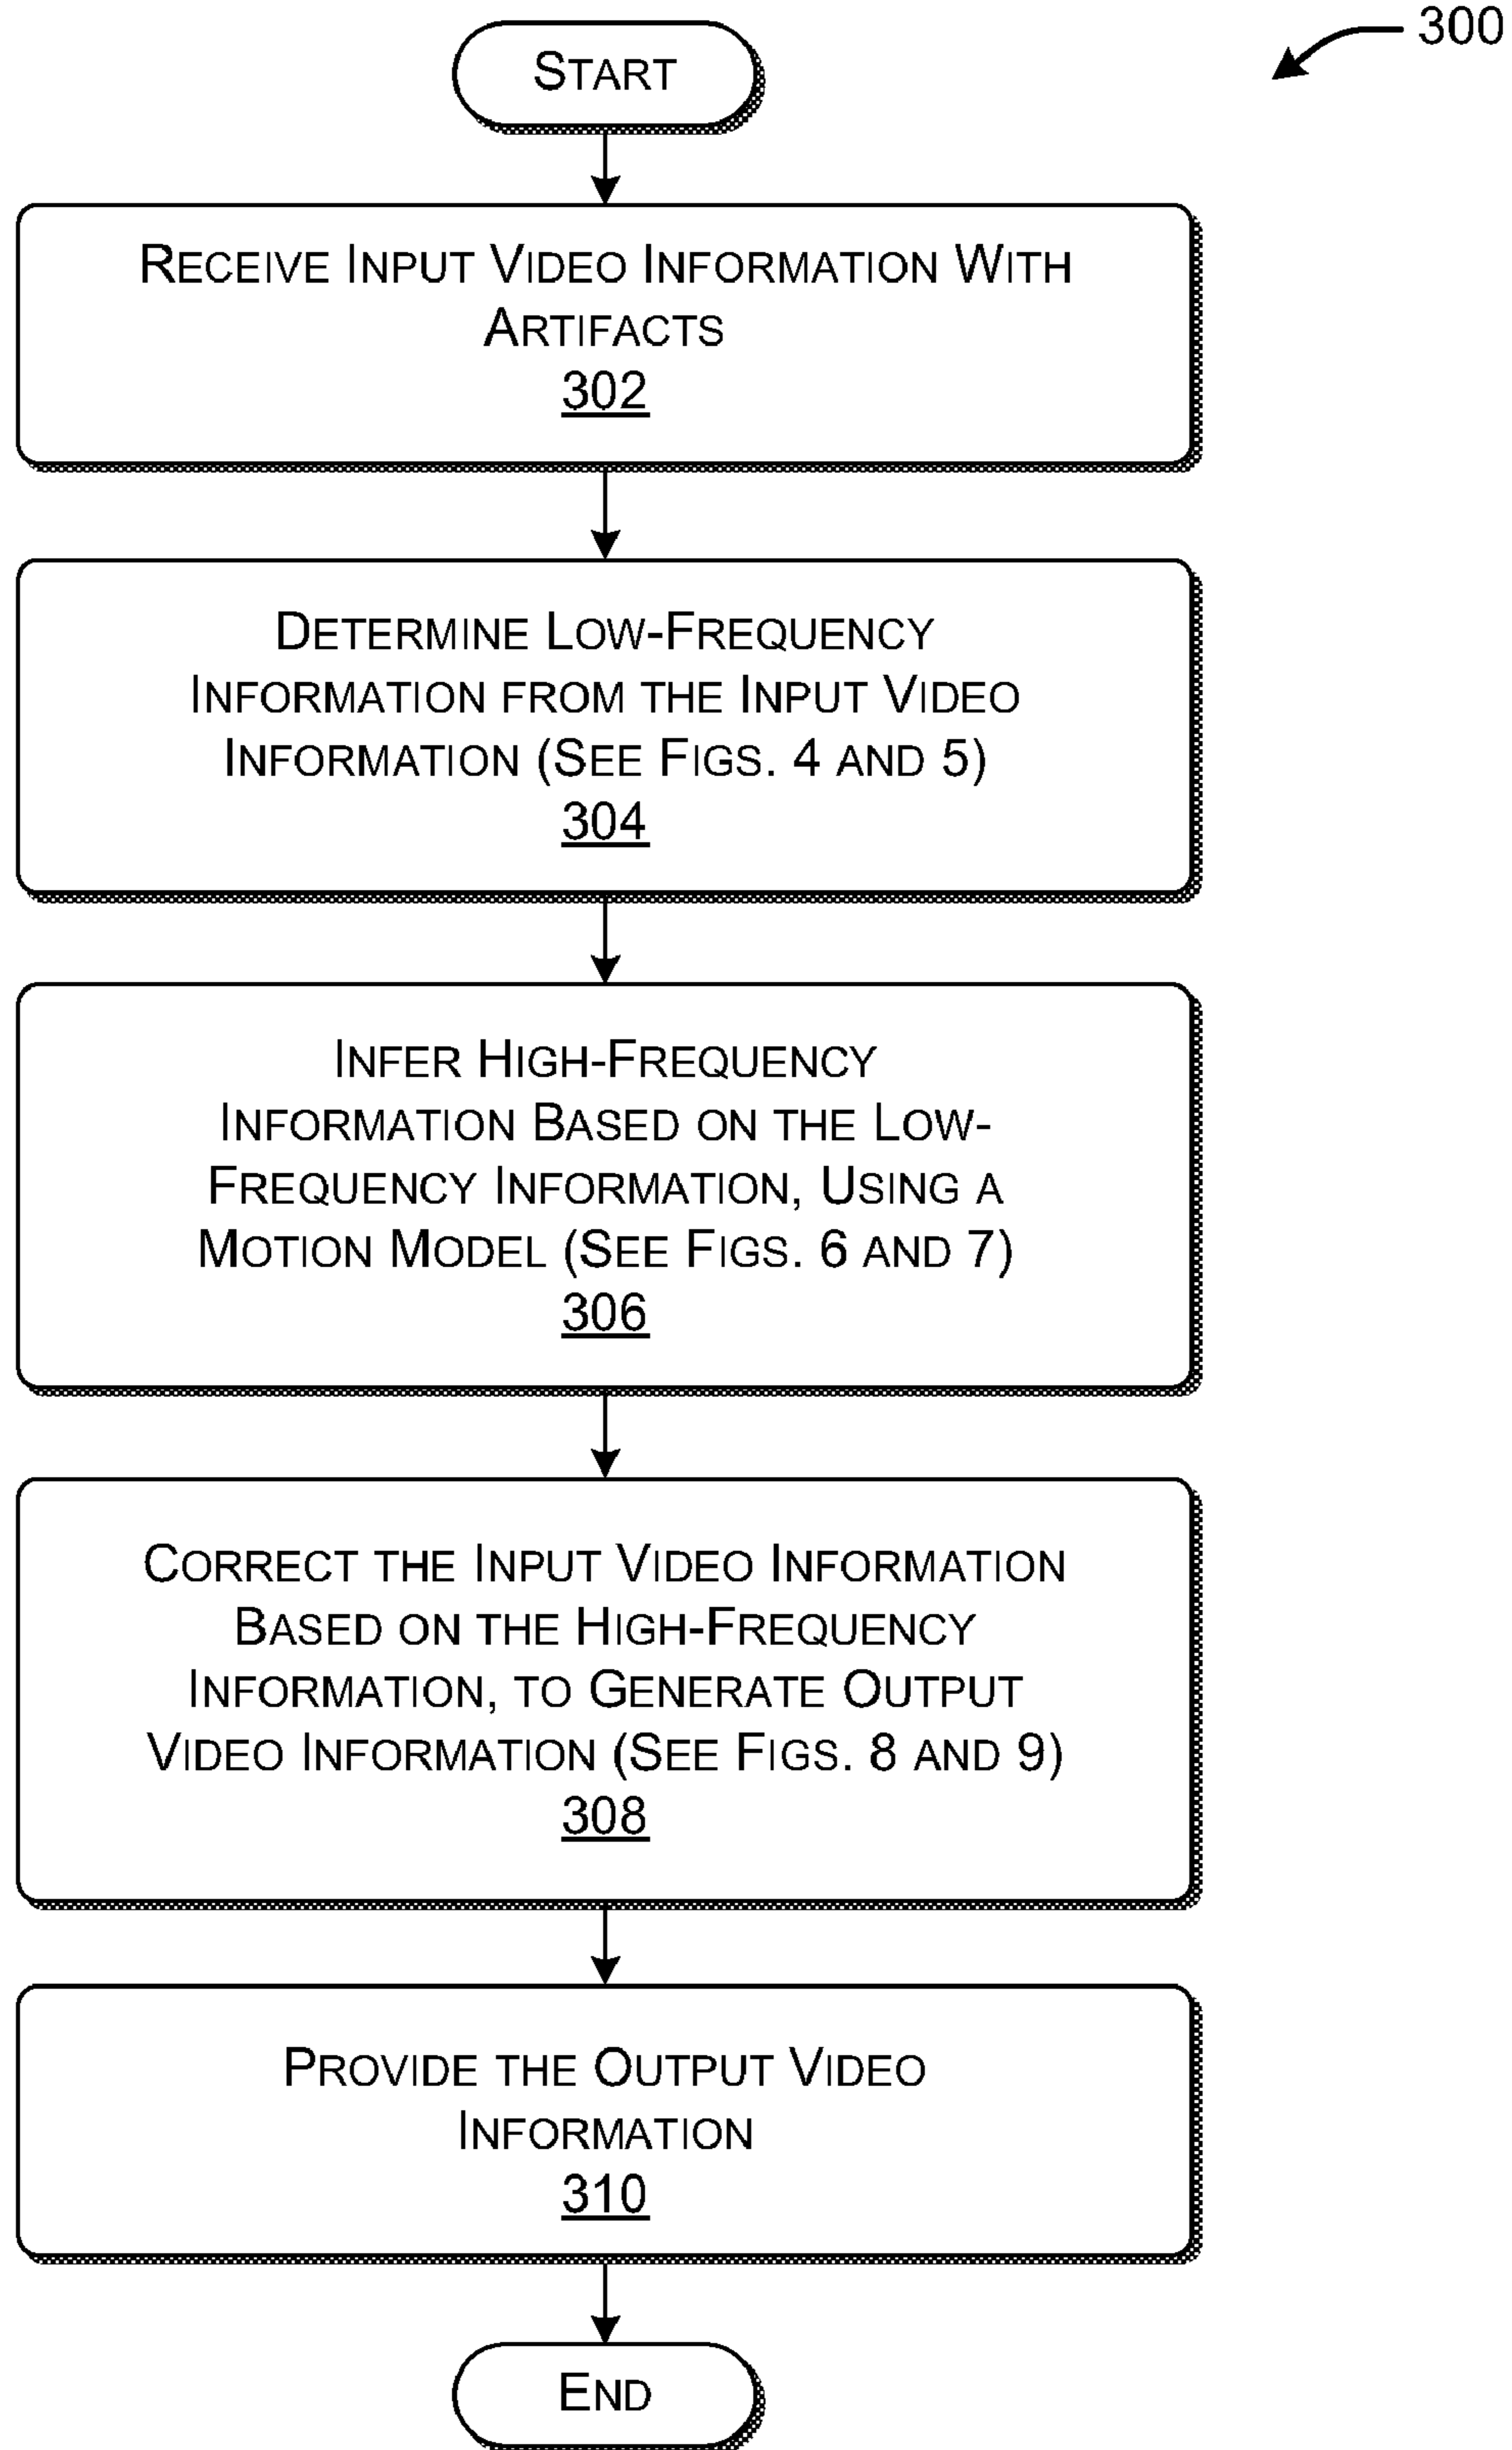 300
START
RECEIVE INPUT VIDEO INFORMATION WITH
ARTIFACTS
302
DETERMINE LOW-FREQUENCY
INFORMATION FROM THE INPUT VIDEO
INFORMATION (SEE FIGS. 4 AND 5)
304
INFER HIGH-FREQUENCY
INFORMATION BASED ON THE LOW-
FREQUENCY INFORMATION, USING A
MOTION MODEL (SEE FIGS. 6 AND 7)
306
CORRECT THE INPUT VIDEO INFORMATION
BASED ON THE HIGH-FREQUENCY
INFORMATION, TO GENERATE OUTPUT
VIDEO INFORMATION (SEE FIGS. 8 AND 9)
308
PROVIDE THE OUTPUT VIDEO
INFORMATION
310
END